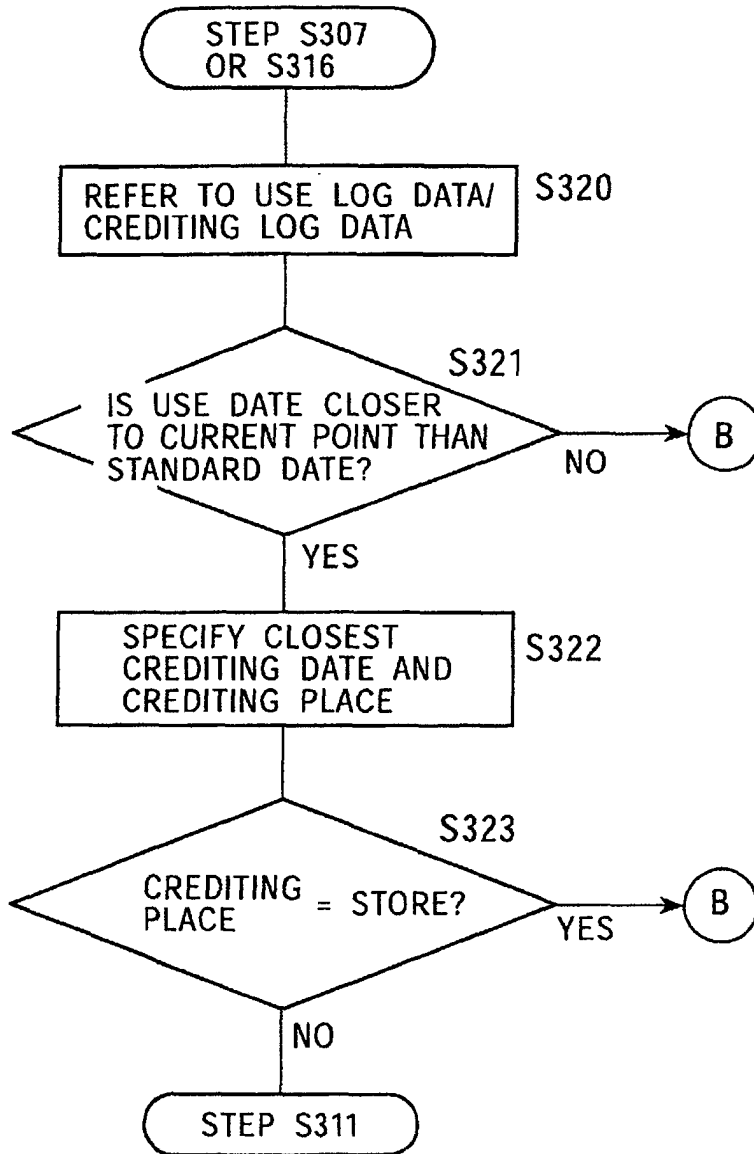 STEP S307
OR S316
REFER TO USE LOG DATA/
CREDITING LOG DATA
S320
S321
IS USE DATE CLOSER
TO CURRENT POINT THAN
STANDARD DATE?
NO
B
YES
SPECIFY CLOSEST
CREDITING DATE AND
CREDITING PLACE
S322
S323
CREDITING
PLACE = STORE?
YES
B
NO
STEP S311